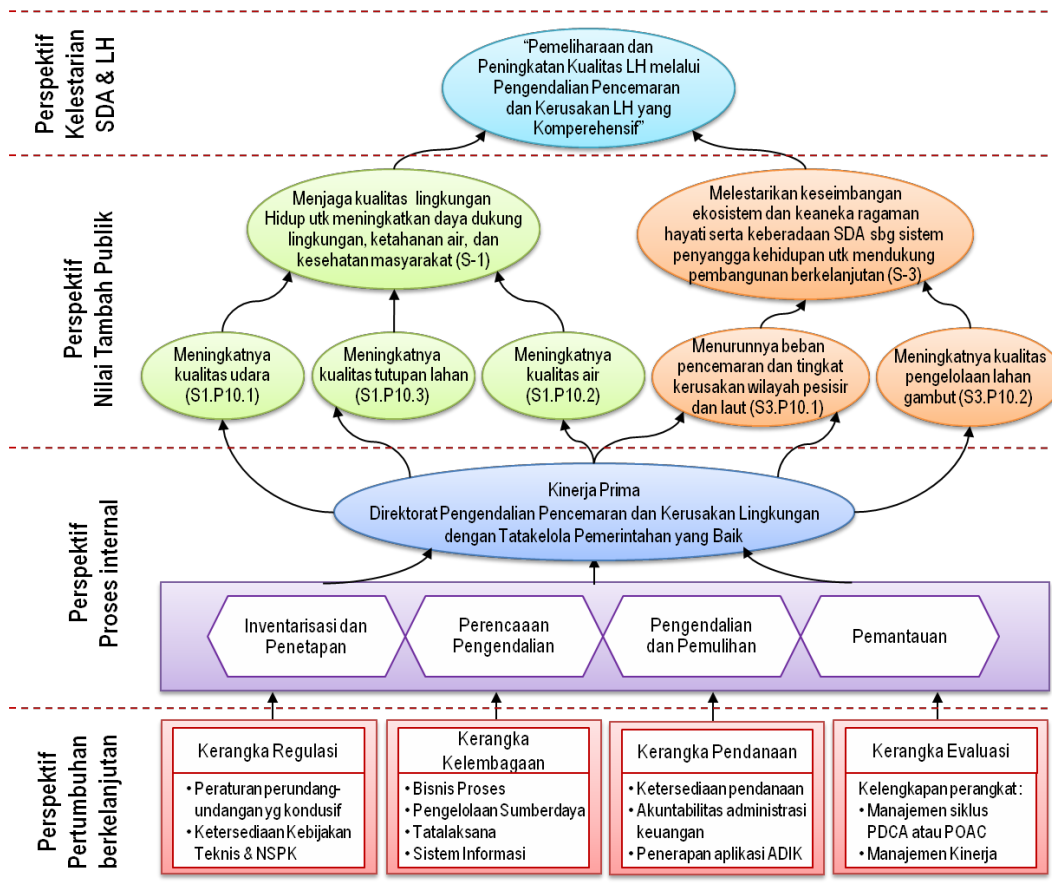 Perspektif
Kelestarian
SDA & LH
“Pemeliharaan dan
Peningkatan Kualitas LH melalui
Pengendalian Pencemaran
dan Kerusakan LH yang
Komperehensif”
Perspektif
Nilai Tambah Publik
Menjaga kualitas lingkungan
Hidup utk meningkatkan daya dukung
lingkungan, ketahanan air, dan
kesehatan masyarakat (S-1)
Melestarikan keseimbangan
ekosistem dan keaneka ragaman
hayati serta keberadaan SDA sbg sistem
penyangga kehidupan utk mendukung
pembangunan berkelanjutan (S-3)
Meningkatnya
kualitas udara
(S1.P10.1)
Meningkatnya
kualitas tutupan lahan
(S1.P10.3)
Meningkatnya
kualitas air
(S1.P10.2)
Menurunnya beban
pencemaran dan tingkat
kerusakan wilayah pesisir
dan laut (S3.P10.1)
Meningkatnya kualitas
pengelolaan lahan
gambut (S3.P10.2)
Perspektif
Proses internal
Kinerja Prima
Direktorat Pengendalian Pencemaran dan Kerusakan Lingkungan
dengan Tatakelola Pemerintahan yang Baik
Inventarisasi dan
Penetapan
Perencaaan
Pengendalian
Pengendalian
dan Pemulihan
Pemantauan
Perspektif
Pertumbuhan
berkelanjutan
Kerangka Regulasi
• Peraturan perundang-
undangan yg kondusif
• Ketersediaan Kebijakan
Teknis & NSPK
Kerangka
Kelembagaan
• Bisnis Proses
• Pengelolaan Sumberdaya
• Tatalaksana
• Sistem Informasi
Kerangka Pendanaan
• Ketersediaan pendanaan
• Akuntabilitas administrasi
keuangan
• Penerapan aplikasi ADIK
Kerangka Evaluasi
Kelengkapan perangkat :
• Manajemen siklus
PDCA atau POAC
• Manajemen Kinerja